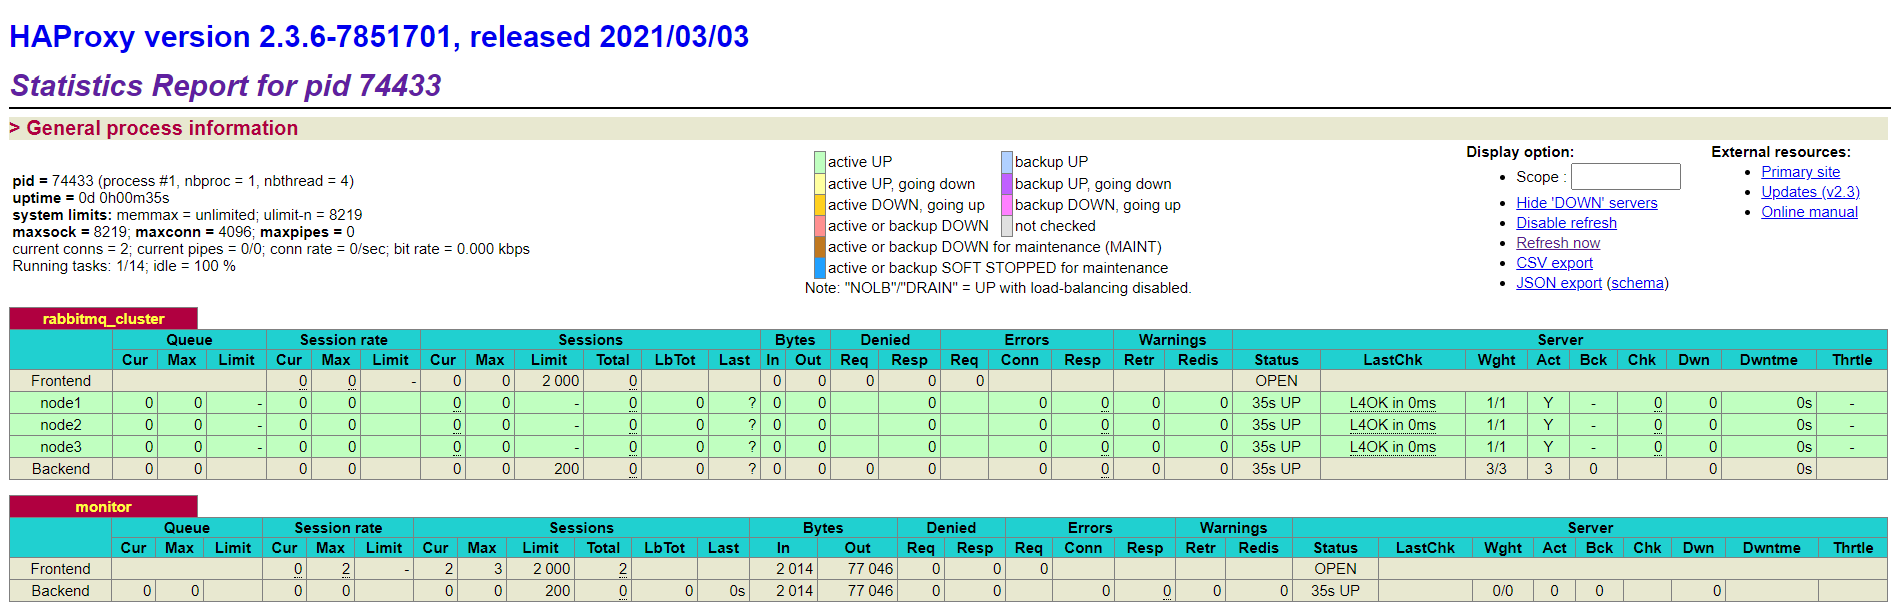 HAProxy version 2.3.6-7851701, released 2021/03/03
Statistics Report for pid 74433
> General process information
pid = 74433 (process #1, nbproc = 1, nbthread = 4)
uptime = 0d 0h00m35s
system limits: memmax = unlimited; ulimit-n = 8219
maxsock = 8219; maxconn = 4096; maxpipes = 0
current conns = 2; current pipes = 0/0; conn rate = 0/sec; bit rate = 0.000 kbps
Running tasks: 1/14; idle = 100 %
active UP backup UP
active UP, going down backup UP, going down
active DOWN, going up backup DOWN, going up
active or backup DOWN not checked
active or backup DOWN for maintenance (MAINT)
active or backup SOFT STOPPED for maintenance
Note: "NOLB"/"DRAIN" = UP with load-balancing disabled.
Display option:
Scope :
Hide 'DOWN' servers
Disable refresh
Refresh now
CSV export
JSON export (schema)
External resources:
Primary site
Updates (v2.3)
Online manual
rabbitmq_cluster
Queue Session rate Sessions Bytes Denied Errors Warnings Server
Cur Max Limit Cur Max Limit Cur Max Limit Total LbTot Last In Out Req Resp Req Conn Resp Retr Redis Status LastChk Wght Act Bck Chk Dwn Dwntme Thrtle
Frontend 0 0 - 0 0 2 000 0 0 0 0 0 0 OPEN
node1 0 0 - 0 0 0 0 - 0 0 ? 0 0 0 0 0 0 0 35s UP L4OK in 0ms 1/1 Y - 0 0 0s -
node2 0 0 - 0 0 0 0 - 0 0 ? 0 0 0 0 0 0 0 35s UP L4OK in 0ms 1/1 Y - 0 0 0s -
node3 0 0 - 0 0 0 0 - 0 0 ? 0 0 0 0 0 0 0 35s UP L4OK in 0ms 1/1 Y - 0 0 0s -
Backend 0 0 0 0 0 0 200 0 0 ? 0 0 0 0 0 0 0 0 35s UP 3/3 3 0 0 0s
monitor
Queue Session rate Sessions Bytes Denied Errors Warnings Server
Cur Max Limit Cur Max Limit Cur Max Limit Total LbTot Last In Out Req Resp Req Conn Resp Retr Redis Status LastChk Wght Act Bck Chk Dwn Dwntme Thrtle
Frontend 0 2 - 2 3 2 000 2 2 014 77 046 0 0 0 OPEN
Backend 0 0 0 0 0 0 200 0 0 0s 2 014 77 046 0 0 0 0 0 0 35s UP 0/0 0 0 0